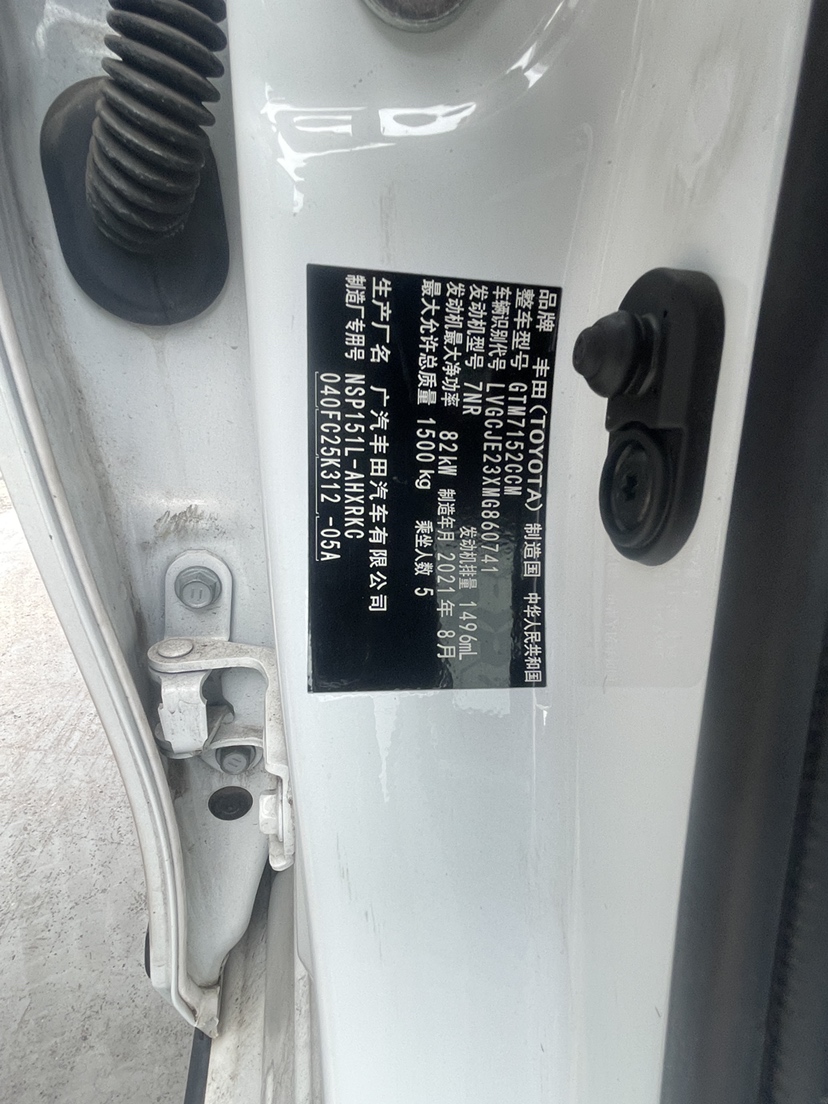 品牌 丰田(TOYOTA) 制造国 中华人民共和国
整车型号 GTM7152CCM
车辆识别代号 LVGCJE23XMG860741
发动机型号 7NR 发动机排量 1496mL
发动机最大净功率 82kW 制造年月 2021年 8月
最大允许总质量 1500kg 乘坐人数 5
生产厂名 广汽丰田汽车有限公司
制造厂专用号 NSP151L-AHXRKC
040FC25K312 -05A